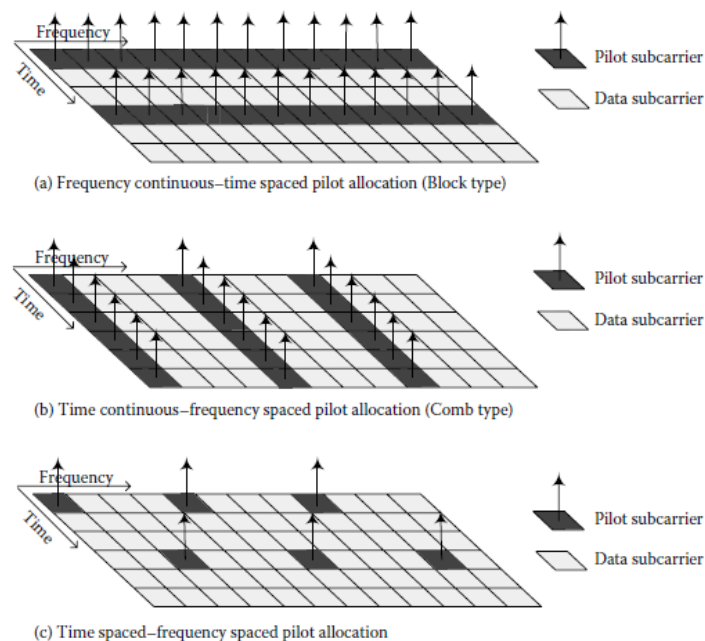 Frequency
Time
Pilot subcarrier
Data subcarrier
(a) Frequency continuous–time spaced pilot allocation (Block type)
Frequency
Time
Pilot subcarrier
Data subcarrier
(b) Time continuous–frequency spaced pilot allocation (Comb type)
Frequency
Time
Pilot subcarrier
Data subcarrier
(c) Time spaced–frequency spaced pilot allocation